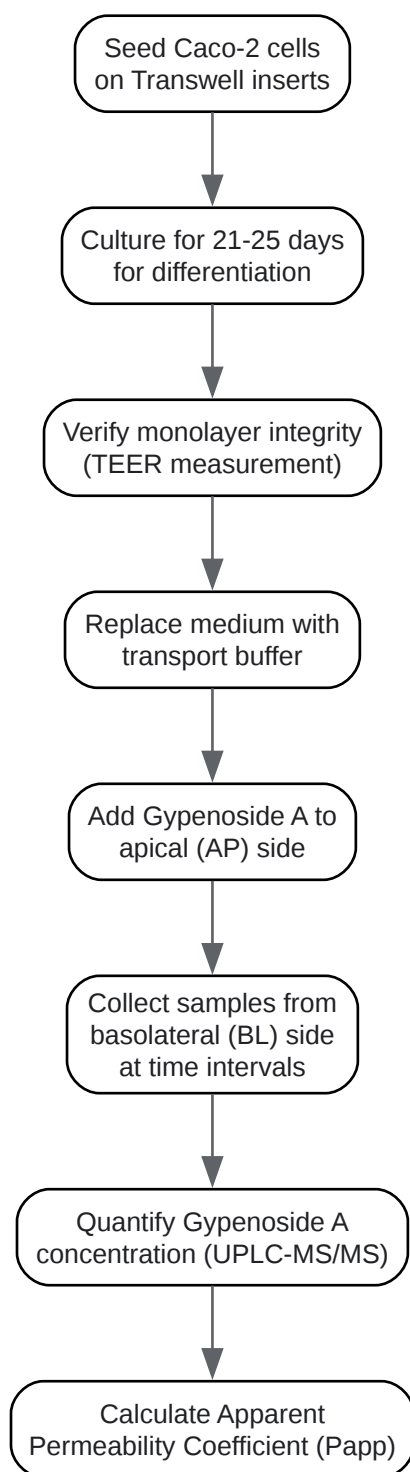 Seed Caco-2 cells
on Transwell inserts
Culture for 21-25 days
for differentiation
Verify monolayer integrity
(TEER measurement)
Replace medium with
transport buffer
Add Gypenoside A to
apical (AP) side
Collect samples from
basolateral (BL) side
at time intervals
Quantify Gypenoside A
concentration (UPLC-MS/MS)
Calculate Apparent
Permeability Coefficient (Papp)